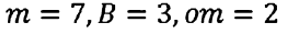 m = 7, B = 3, om = 2